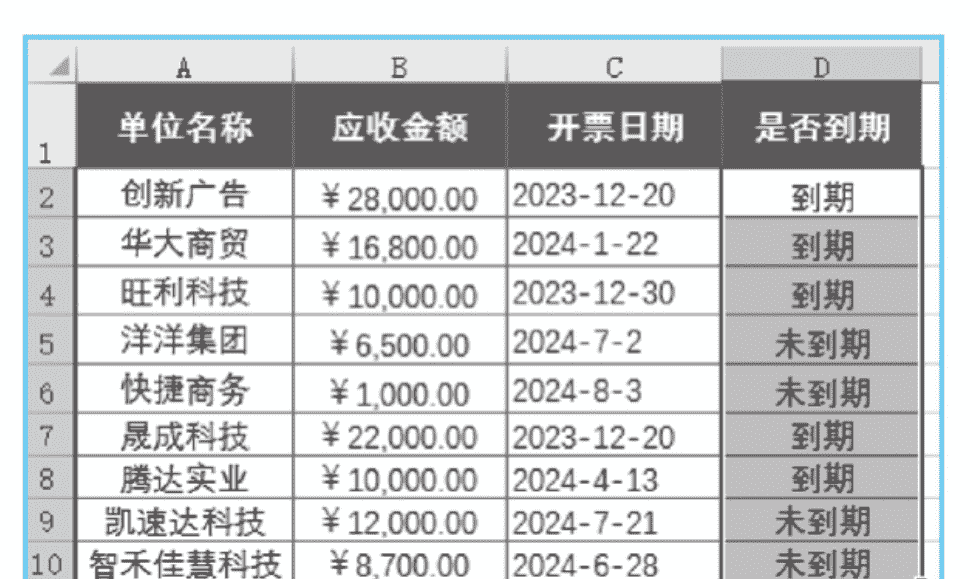 A B C D
1 单位名称 应收金额 开票日期 是否到期
2 创新广告 ¥28,000.00 2023-12-20 到期
3 华大商贸 ¥16,800.00 2024-1-22 到期
4 旺利科技 ¥10,000.00 2023-12-30 到期
5 洋洋集团 ¥6,500.00 2024-7-2 未到期
6 快捷商务 ¥1,000.00 2024-8-3 未到期
7 晟成科技 ¥22,000.00 2023-12-20 到期
8 腾达实业 ¥10,000.00 2024-4-13 到期
9 凯速达科技 ¥12,000.00 2024-7-21 未到期
10 智禾佳慧科技 ¥8,700.00 2024-6-28 未到期